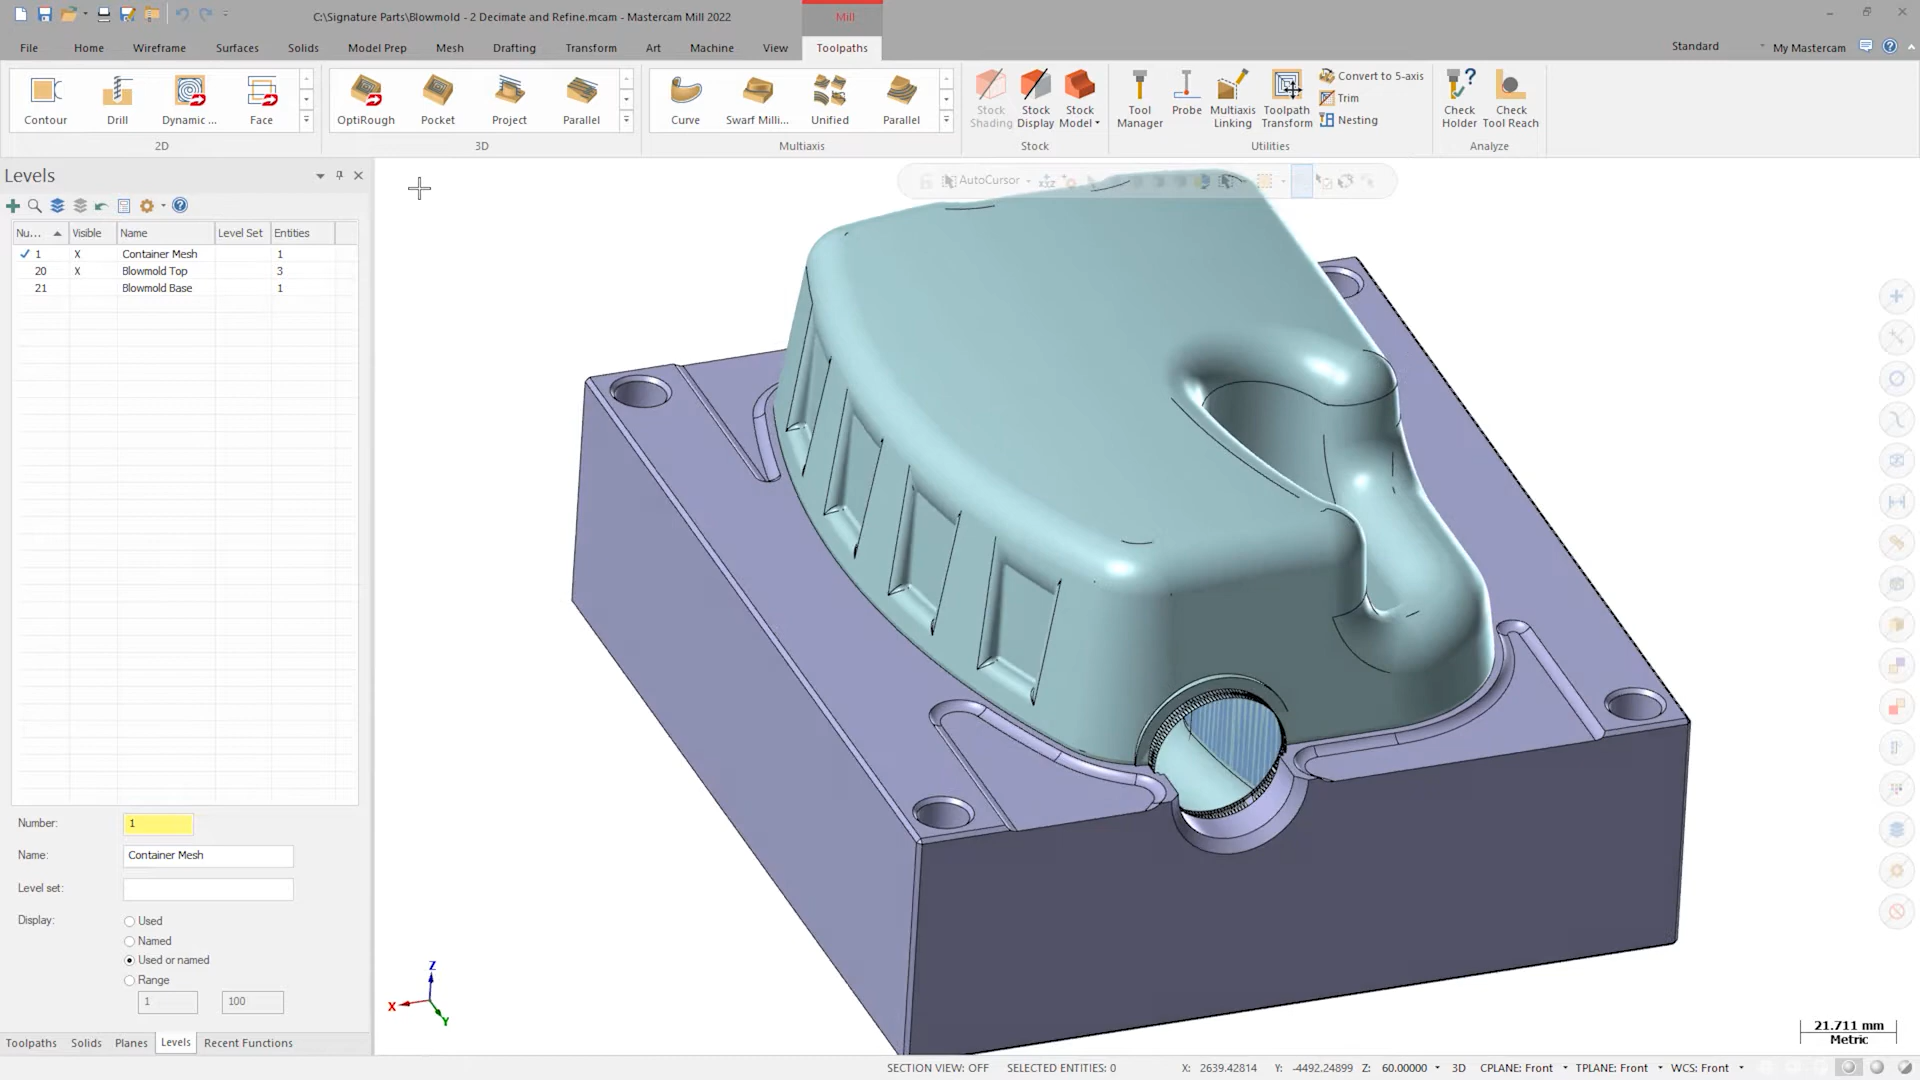 C:\Signature Parts\Blowmold - 2 Decimate and Refine.mcam - Mastercam Mill 2022
Mill
File
Home
Wireframe
Surfaces
Solids
Model Prep
Mesh
Drafting
Transform
Art
Machine
View
Toolpaths
Standard
My Mastercam
Contour
Drill
Dynamic ...
Face
2D
OptiRough
Pocket
Project
Parallel
3D
Curve
Swarf Milli...
Unified
Parallel
Multiaxis
Stock Shading
Stock Display
Stock Model
Stock
Tool Manager
Probe
Multiaxis Linking
Toolpath Transform
Convert to 5-axis
Trim
Nesting
Utilities
Check Holder
Check Tool Reach
Analyze
Levels
AutoCursor
Nu... Visible Name Level Set Entities
1 X Container Mesh 1
20 X Blowmold Top 3
21 Blowmold Base 1
Number: 1
Name: Container Mesh
Level set:
Display: Used
Named
Used or named
Range
1 100
Toolpaths Solids Planes Levels Recent Functions
Z
X
Y
21.711 mm
Metric
SECTION VIEW: OFF SELECTED ENTITIES: 0 X: 2639.42814 Y: -4492.24899 Z: 60.00000 3D CPLANE: Front TPLANE: Front WCS: Front